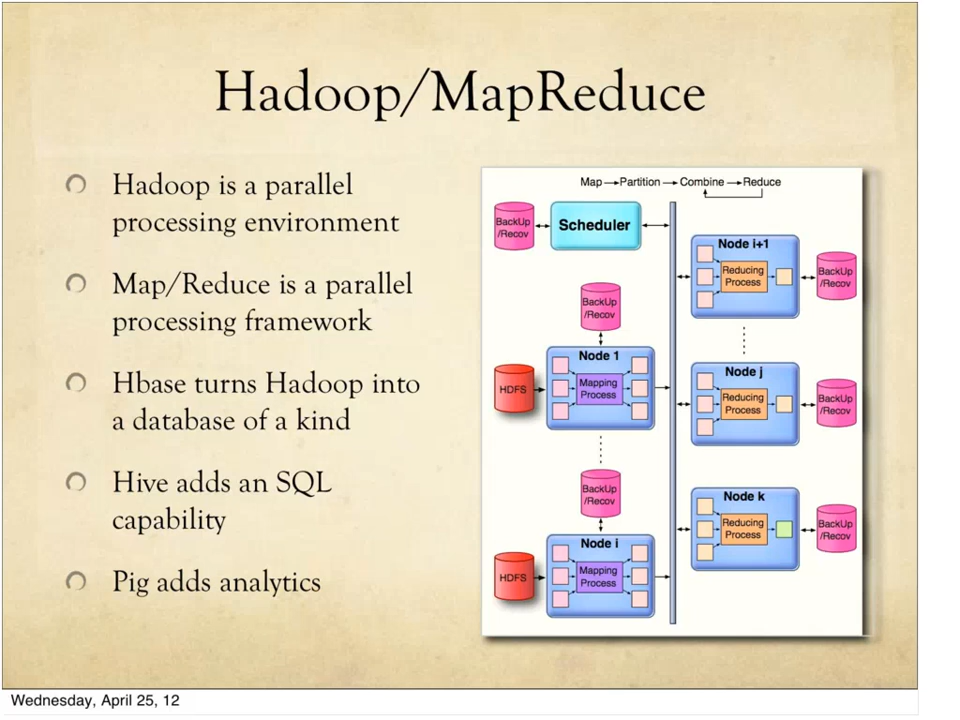 Hadoop/MapReduce
Hadoop is a parallel
processing environment
Map/Reduce is a parallel
processing framework
Hbase turns Hadoop into
a database of a kind
Hive adds an SQL
capability
Pig adds analytics
Map → Partition → Combine → Reduce
BackUp
/Recov
Scheduler
Node i+1
Reducing
Process
BackUp
/Recov
BackUp
/Recov
Node 1
HDFS
Mapping
Process
Node j
Reducing
Process
BackUp
/Recov
BackUp
/Recov
Node k
Reducing
Process
BackUp
/Recov
Node i
HDFS
Mapping
Process
Wednesday, April 25, 12